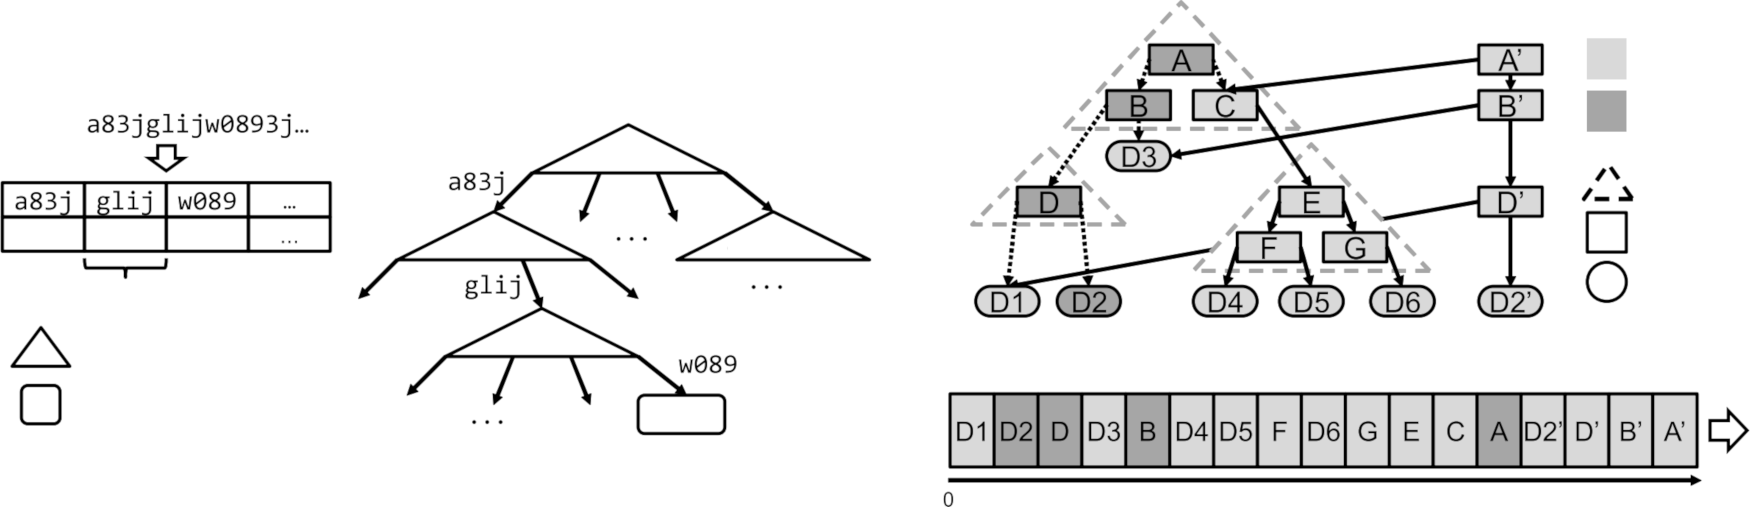 a83jglijw0893j…
a83j glij w089 …
…
a83j
...
glij
...
w089
...
A A'
B C B'
D3
D E D'
F G
D1 D2 D4 D5 D6 D2'
D1 D2 D D3 B D4 D5 F D6 G E C A D2' D' B' A'
0